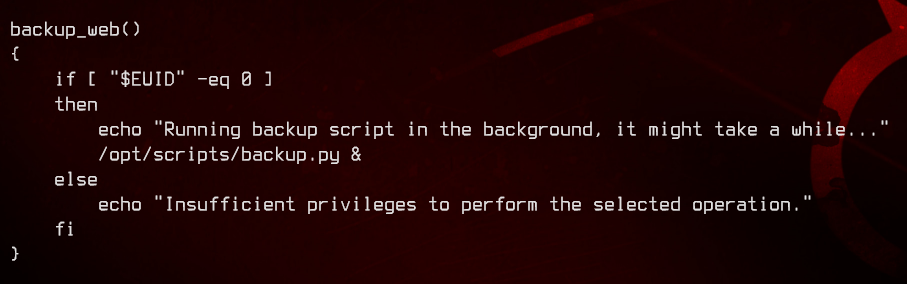 backup_web()
{
    if [ "$EUID" -eq 0 ]
    then
        echo "Running backup script in the background, it might take a while..."
        /opt/scripts/backup.py &
    else
        echo "Insufficient privileges to perform the selected operation."
    fi
}